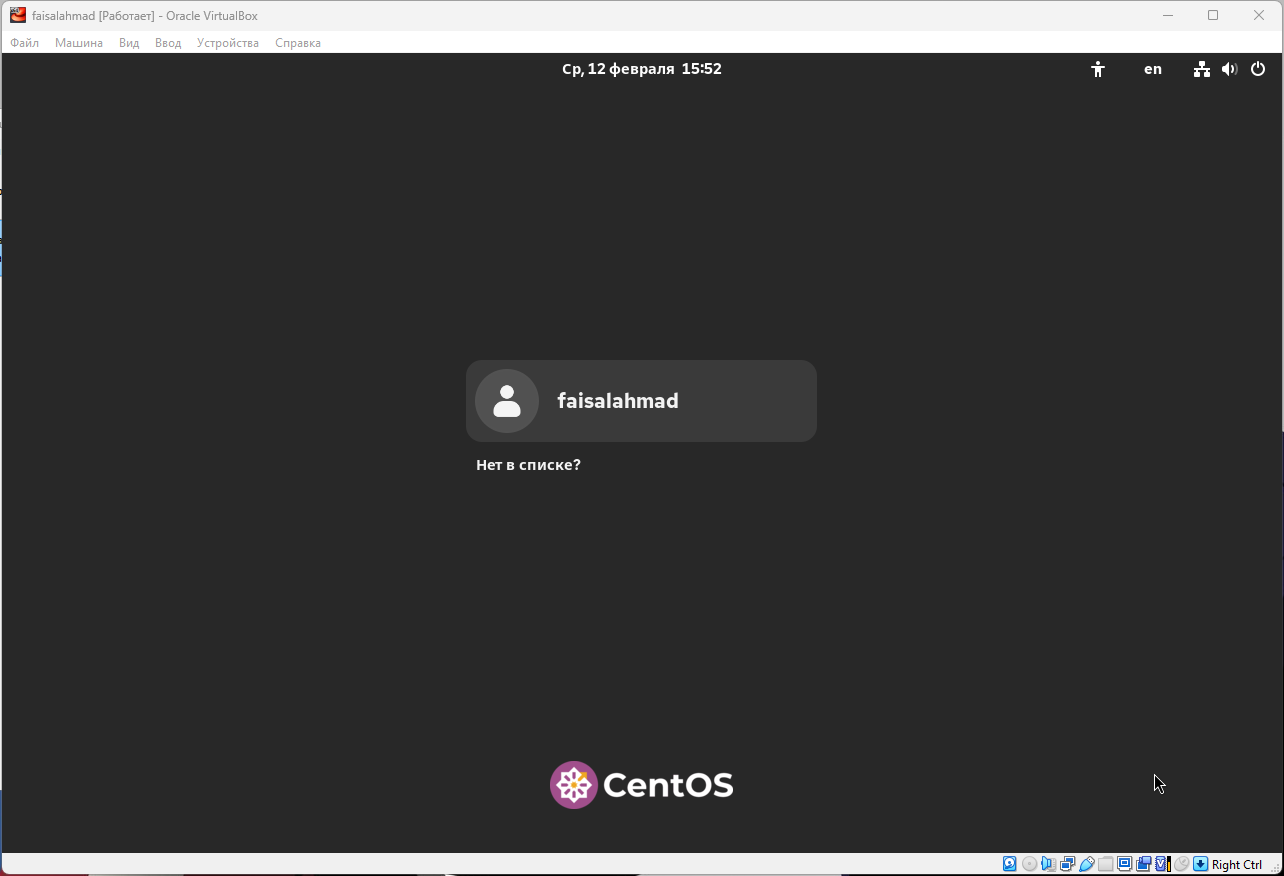 faisalahmad [Работает] - Oracle VirtualBox
Файл Машина Вид Ввод Устройства Справка
Ср, 12 февраля 15:52
en
faisalahmad
Нет в списке?
CentOS
Right Ctrl